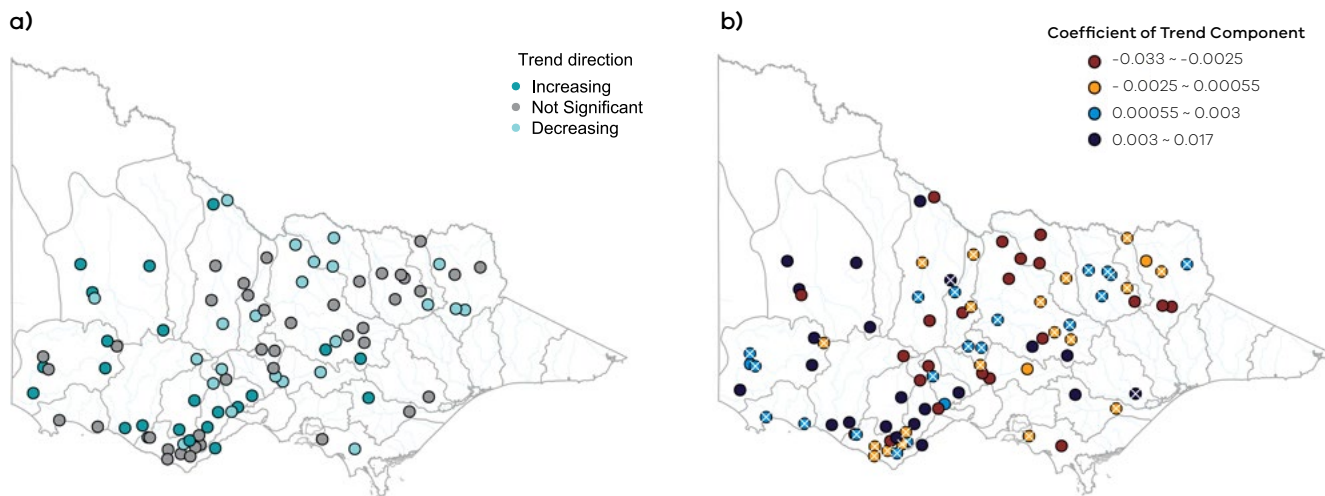 a)
Trend direction
Increasing
Not Significant
Decreasing
b)
Coefficient of Trend Component
-0.033 ~ -0.0025
- 0.0025 ~ 0.00055
0.00055 ~ 0.003
0.003 ~ 0.017